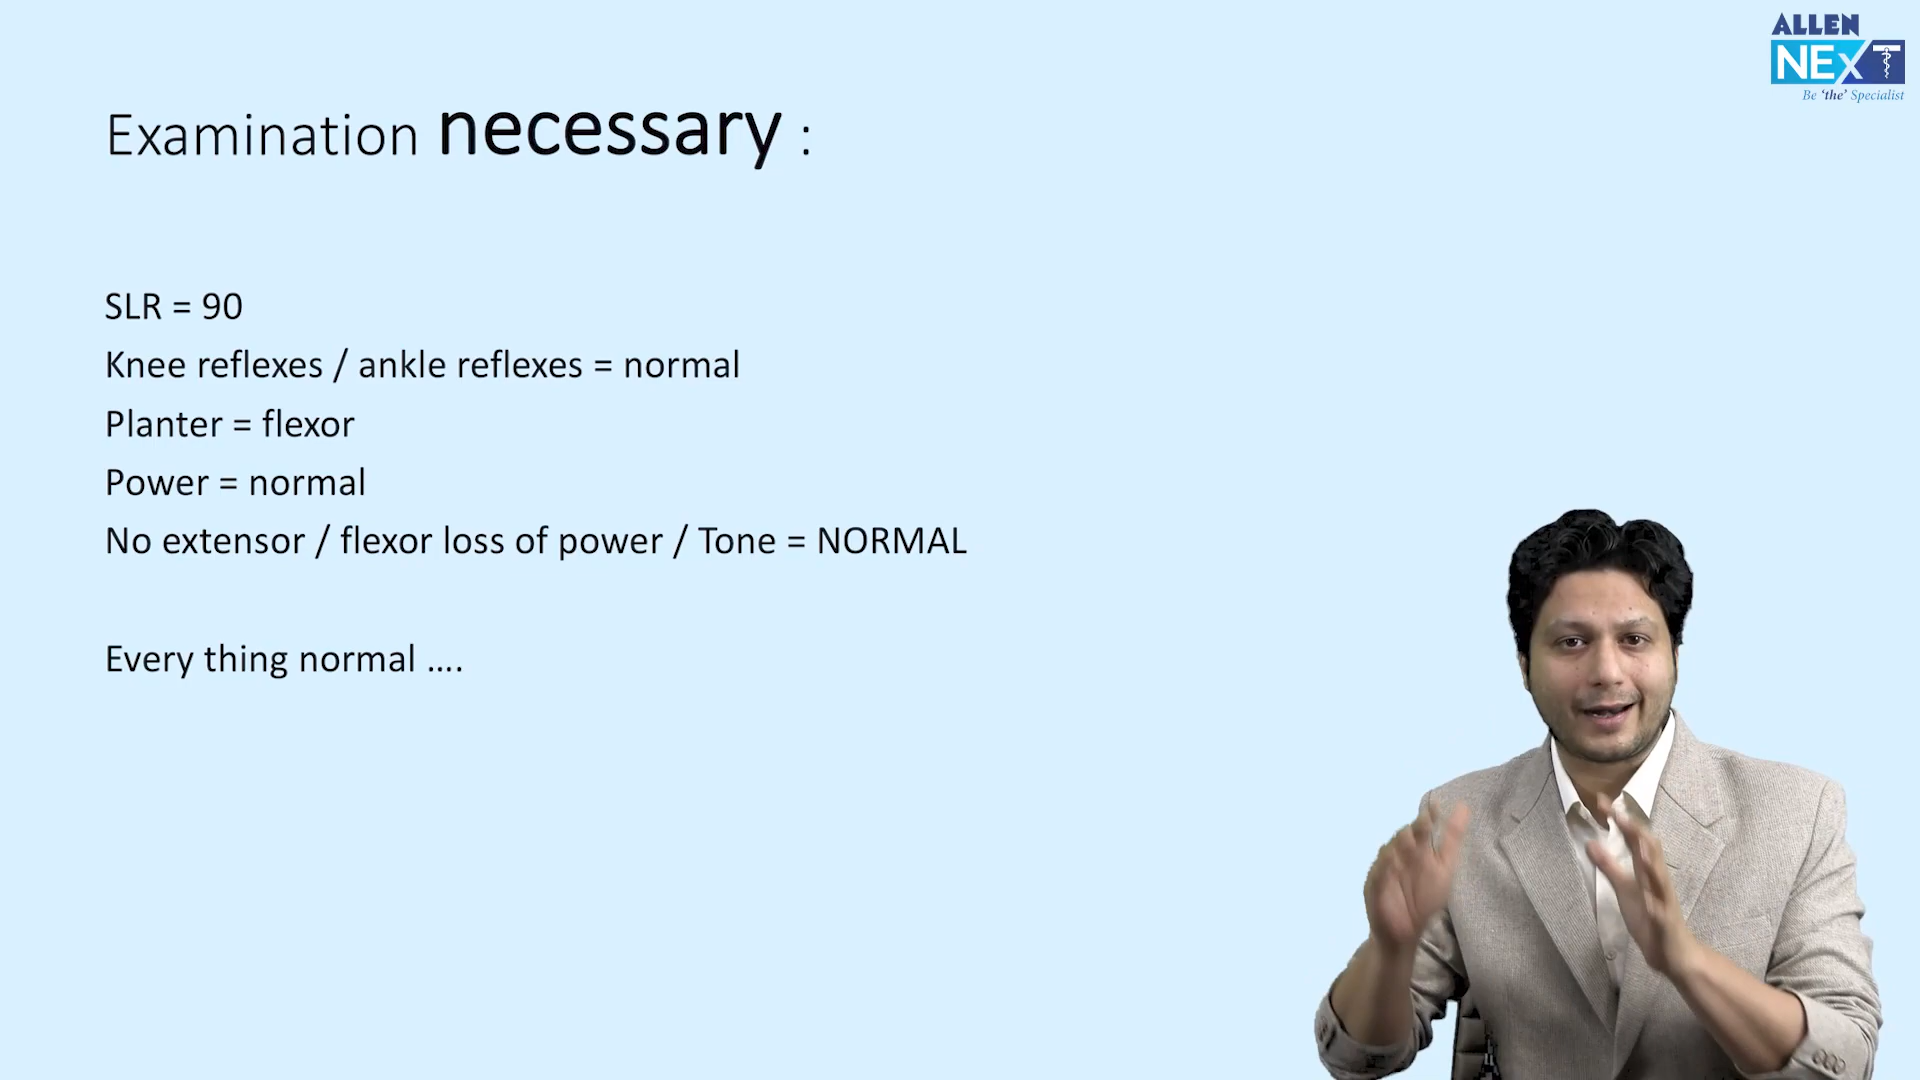 ALLEN
NEXT
Be 'the' Specialist
Examination necessary :
SLR = 90
Knee reflexes / ankle reflexes = normal
Planter = flexor
Power = normal
No extensor / flexor loss of power / Tone = NORMAL
Every thing normal ....